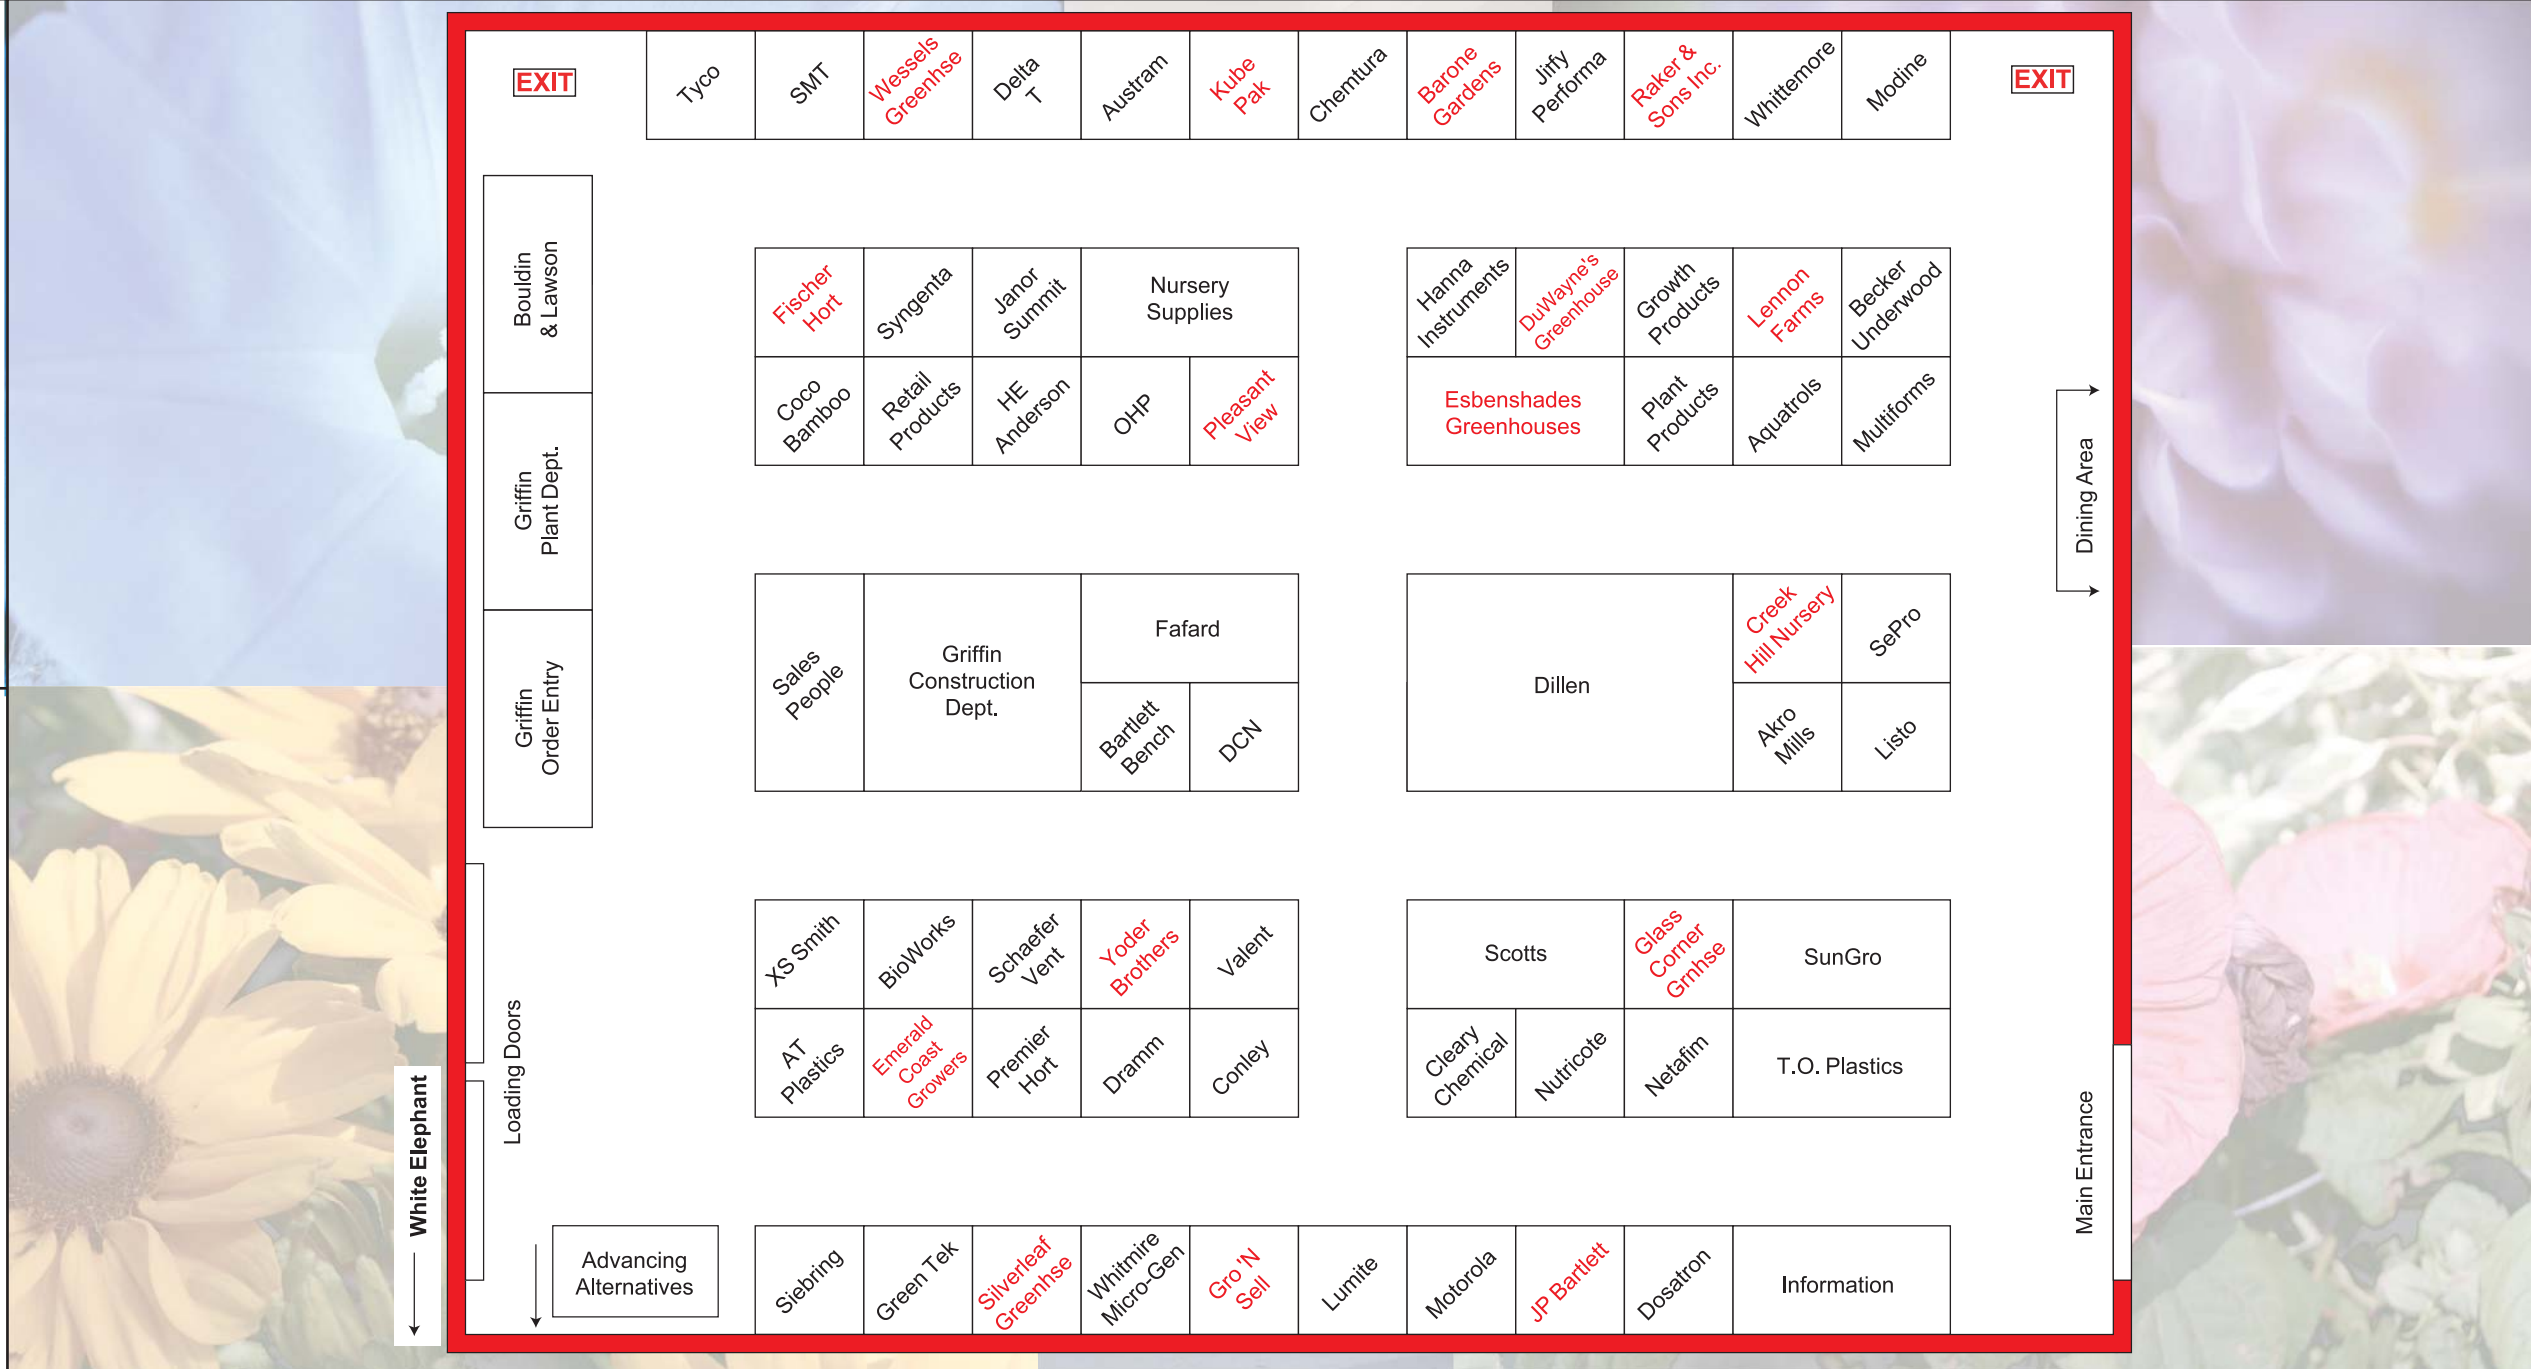 EXIT
Tyco
SMT
Wessels
Greenhse
Delta
T
Austram
Kube
Pak
Chemtura
Barone
Gardens
Jiffy
Performa
Raker &
Sons Inc.
Whittemore
Modine
EXIT
Bouldin
& Lawson
Griffin
Plant Dept.
Griffin
Order Entry
Fischer
Hort
Syngenta
Janor
Summit
Nursery
Supplies
Hanna
Instruments
DuWayne's
Greenhouse
Growth
Products
Lennon
Farms
Becker
Underwood
Coco
Bamboo
Retail
Products
HE
Anderson
OHP
Pleasant
View
Esbenshades
Greenhouses
Plant
Products
Aquatrols
Multiforms
Dining Area
Sales
People
Griffin
Construction
Dept.
Fafard
Bartlett
Bench
DCN
Dillen
Creek
Hill Nursery
SePro
Akro
Mills
Listo
XS Smith
BioWorks
Schaefer
Vent
Yoder
Brothers
Valent
Scotts
Glass
Corner
Grnhse
SunGro
AT
Plastics
Emerald
Coast
Growers
Premier
Hort
Dramm
Conley
Cleary
Chemical
Nutricote
Netafim
T.O. Plastics
White Elephant
Loading Doors
Main Entrance
Advancing
Alternatives
Siebring
Green Tek
Silverleaf
Greenhse
Whitmire
Micro-Gen
Gro 'N
Sell
Lumite
Motorola
JP Bartlett
Dosatron
Information